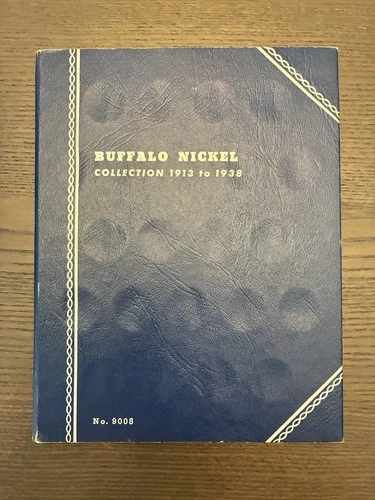 BUFFALO NICKEL
COLLECTION 1913 to 1938
No. 9008